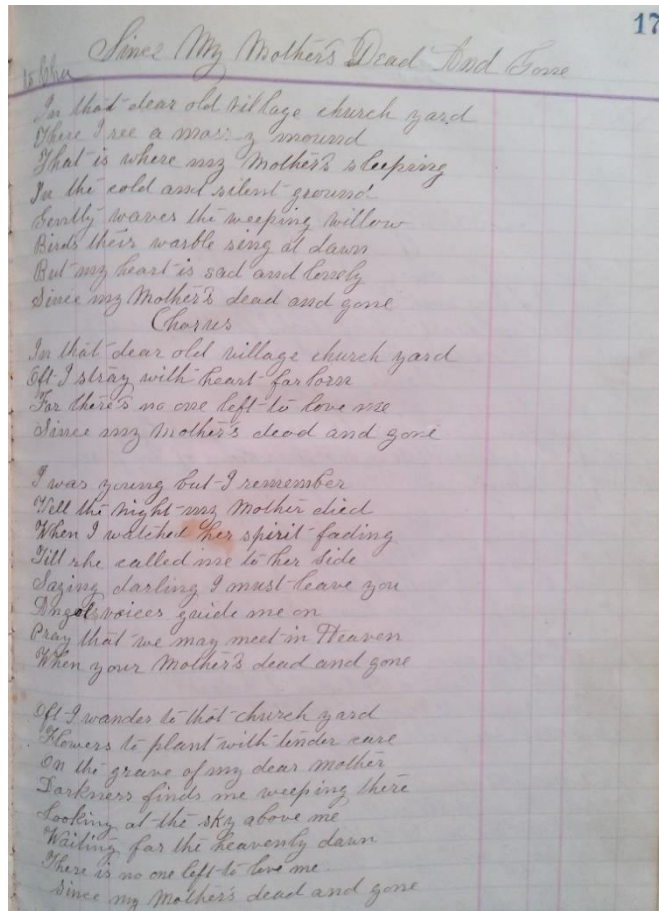 17
Since My Mother's Dead And Gone
In that dear old village church yard
There I see a mossy mound
That is where my Mother's sleeping
In the cold and silent ground
Gently waves the weeping willow
Birds their warble sing at dawn
But my heart is sad and lonely
Since my Mother's dead and gone
Chorus
In that dear old village church yard
Oft I stray with heart forlorn
For there's no one left to love me
Since my Mother's dead and gone
I was young but I remember
Well the night my Mother died
When I watched her spirit fading
Till she called me to her side
Saying darling I must leave you
Angels voices guide me on
Pray that we may meet in Heaven
When your Mother's dead and gone
Oft I wander to that church yard
Flowers to plant with tender care
On the grave of my dear mother
Darkness finds me weeping there
Looking at the sky above me
Waiting for the heavenly dawn
There is no one left to love me
Since my Mother's dead and gone